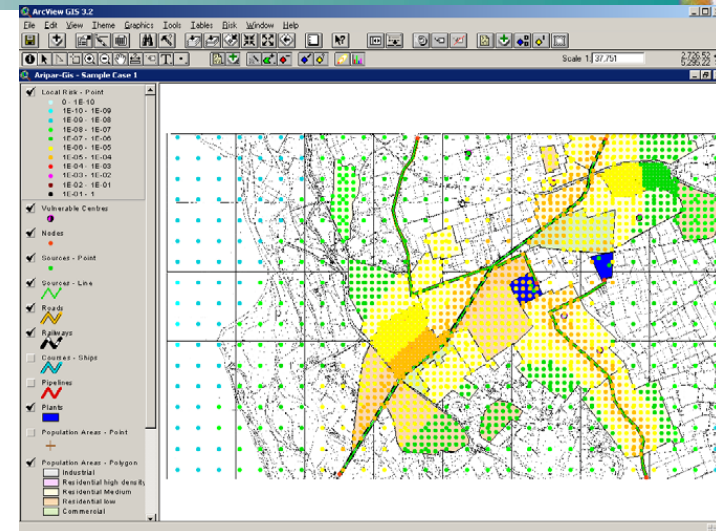 ArcView GIS 3.2
File Edit View Theme Graphics Tools Tables Risk Window Help
Scale 1: 37,751
Aripar-Gis - Sample Case 1
Local Risk - Point
0 - 1E-10
1E-10 - 1E-09
1E-09 - 1E-08
1E-08 - 1E-07
1E-07 - 1E-06
1E-06 - 1E-05
1E-05 - 1E-04
1E-04 - 1E-03
1E-03 - 1E-02
1E-02 - 1E-01
1E-01 - 1
Vulnerable Centres
Nodes
Sources - Point
Sources - Line
Roads
Railways
- Ships
Pipelines
Plants
Population Areas - Point
Population Areas - Polygon
Industrial
Residential high density
Residential Medium
Residential low
Commercial